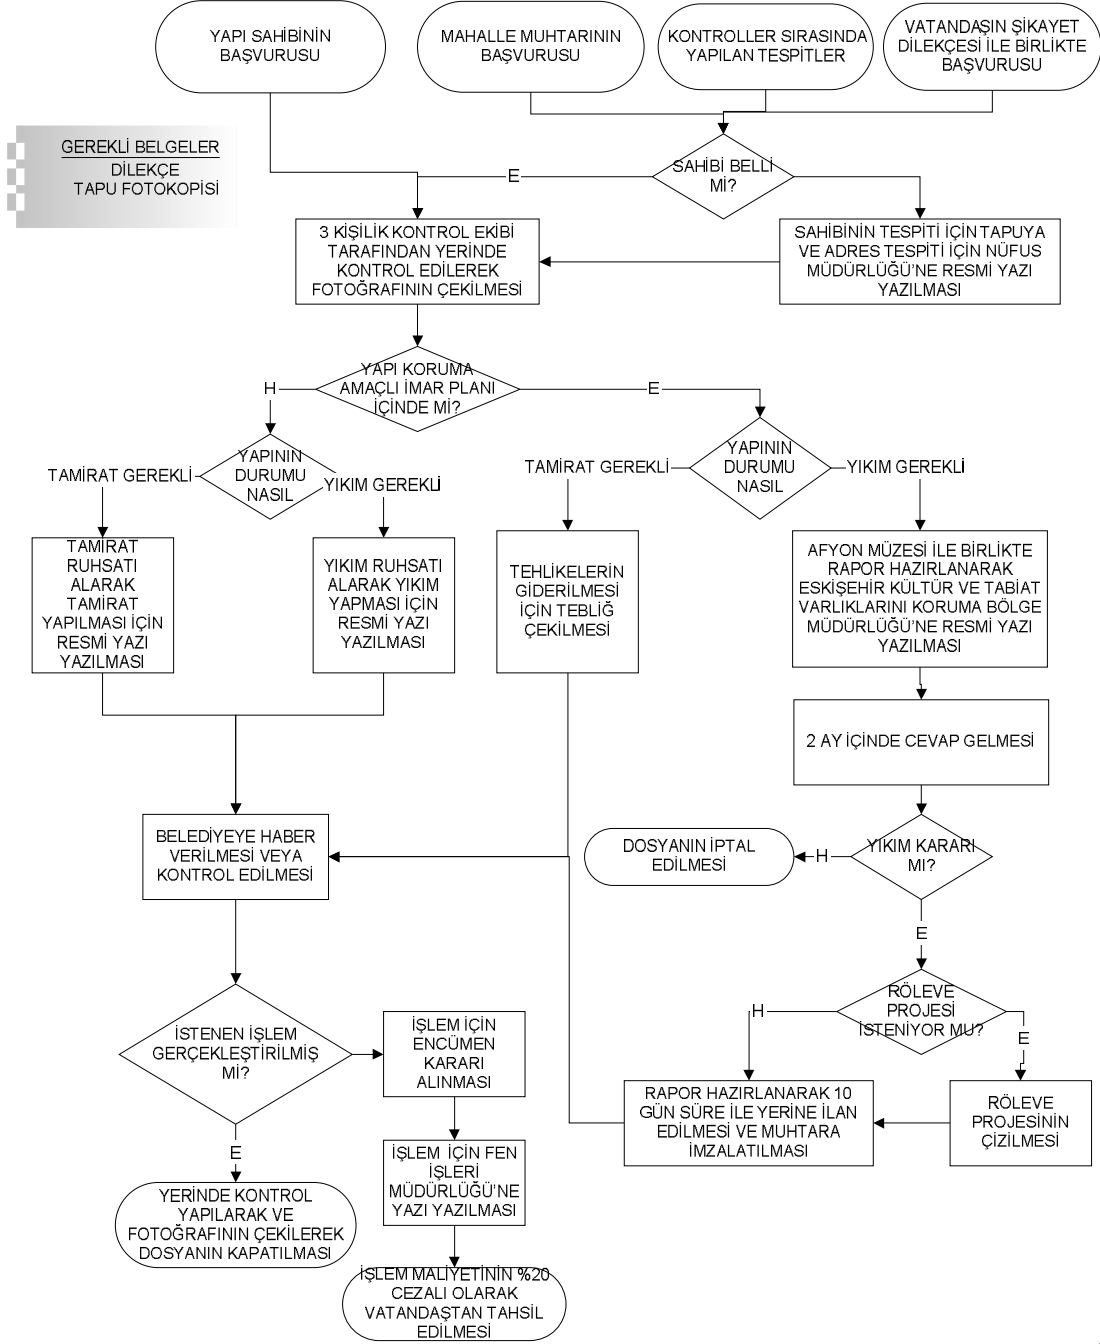 YAPI SAHİBİNİN
BAŞVURUSU
MAHALLE MUHTARININ
BAŞVURUSU
KONTROLLER SIRASINDA
YAPILAN TESPİTLER
VATANDAŞIN ŞİKAYET
DİLEKÇESİ İLE BİRLİKTE
BAŞVURUSU
GEREKLİ BELGELER
DİLEKÇE
TAPU FOTOKOPİSİ
SAHİBİ BELLİ
Mİ?
E
3 KİŞİLİK KONTROL EKİBİ
TARAFINDAN YERİNDE
KONTROL EDİLEREK
FOTOĞRAFININ ÇEKİLMESİ
SAHİBİNİN TESPİTİ İÇİN TAPUYA
VE ADRES TESPİTİ İÇİN NÜFUS
MÜDÜRLÜĞÜ’NE RESMİ YAZI
YAZILMASI
YAPI KORUMA
AMAÇLI İMAR PLANI
İÇİNDE Mİ?
H
E
YAPININ
DURUMU
NASIL
TAMİRAT GEREKLİ
YIKIM GEREKLİ
YAPININ
DURUMU
NASIL
TAMİRAT GEREKLİ
YIKIM GEREKLİ
TAMİRAT
RUHSATI
ALARAK
TAMİRAT
YAPILMASI İÇİN
RESMİ YAZI
YAZILMASI
YIKIM RUHSATI
ALARAK YIKIM
YAPMASI İÇİN
RESMİ YAZI
YAZILMASI
TEHLİKELERİN
GİDERİLMESİ
İÇİN TEBLİĞ
ÇEKİLMESİ
AFYON MÜZESİ İLE BİRLİKTE
RAPOR HAZIRLANARAK
ESKİŞEHİR KÜLTÜR VE TABİAT
VARLIKLARINI KORUMA BÖLGE
MÜDÜRLÜĞÜ’NE RESMİ YAZI
YAZILMASI
2 AY İÇİNDE CEVAP GELMESİ
BELEDİYEYE HABER
VERİLMESİ VEYA
KONTROL EDİLMESİ
DOSYANIN İPTAL
EDİLMESİ
H
YIKIM KARARI
MI?
E
RÖLEVE
PROJESİ
İSTENİYOR MU?
H
E
İSTENEN İŞLEM
GERÇEKLEŞTİRİLMİŞ
Mİ?
İŞLEM İÇİN
ENCÜMEN
KARARI
ALINMASI
RAPOR HAZIRLANARAK 10
GÜN SÜRE İLE YERİNE İLAN
EDİLMESİ VE MUHTARA
İMZALATILMASI
RÖLEVE
PROJESİNİN
ÇİZİLMESİ
E
İŞLEM İÇİN FEN
İŞLERİ
MÜDÜRLÜĞÜ’NE
YAZI YAZILMASI
YERİNDE KONTROL
YAPILARAK VE
FOTOĞRAFININ ÇEKİLEREK
DOSYANIN KAPATILMASI
İŞLEM MALİYETİNİN %20
CEZALI OLARAK
VATANDAŞTAN TAHSİL
EDİLMESİ